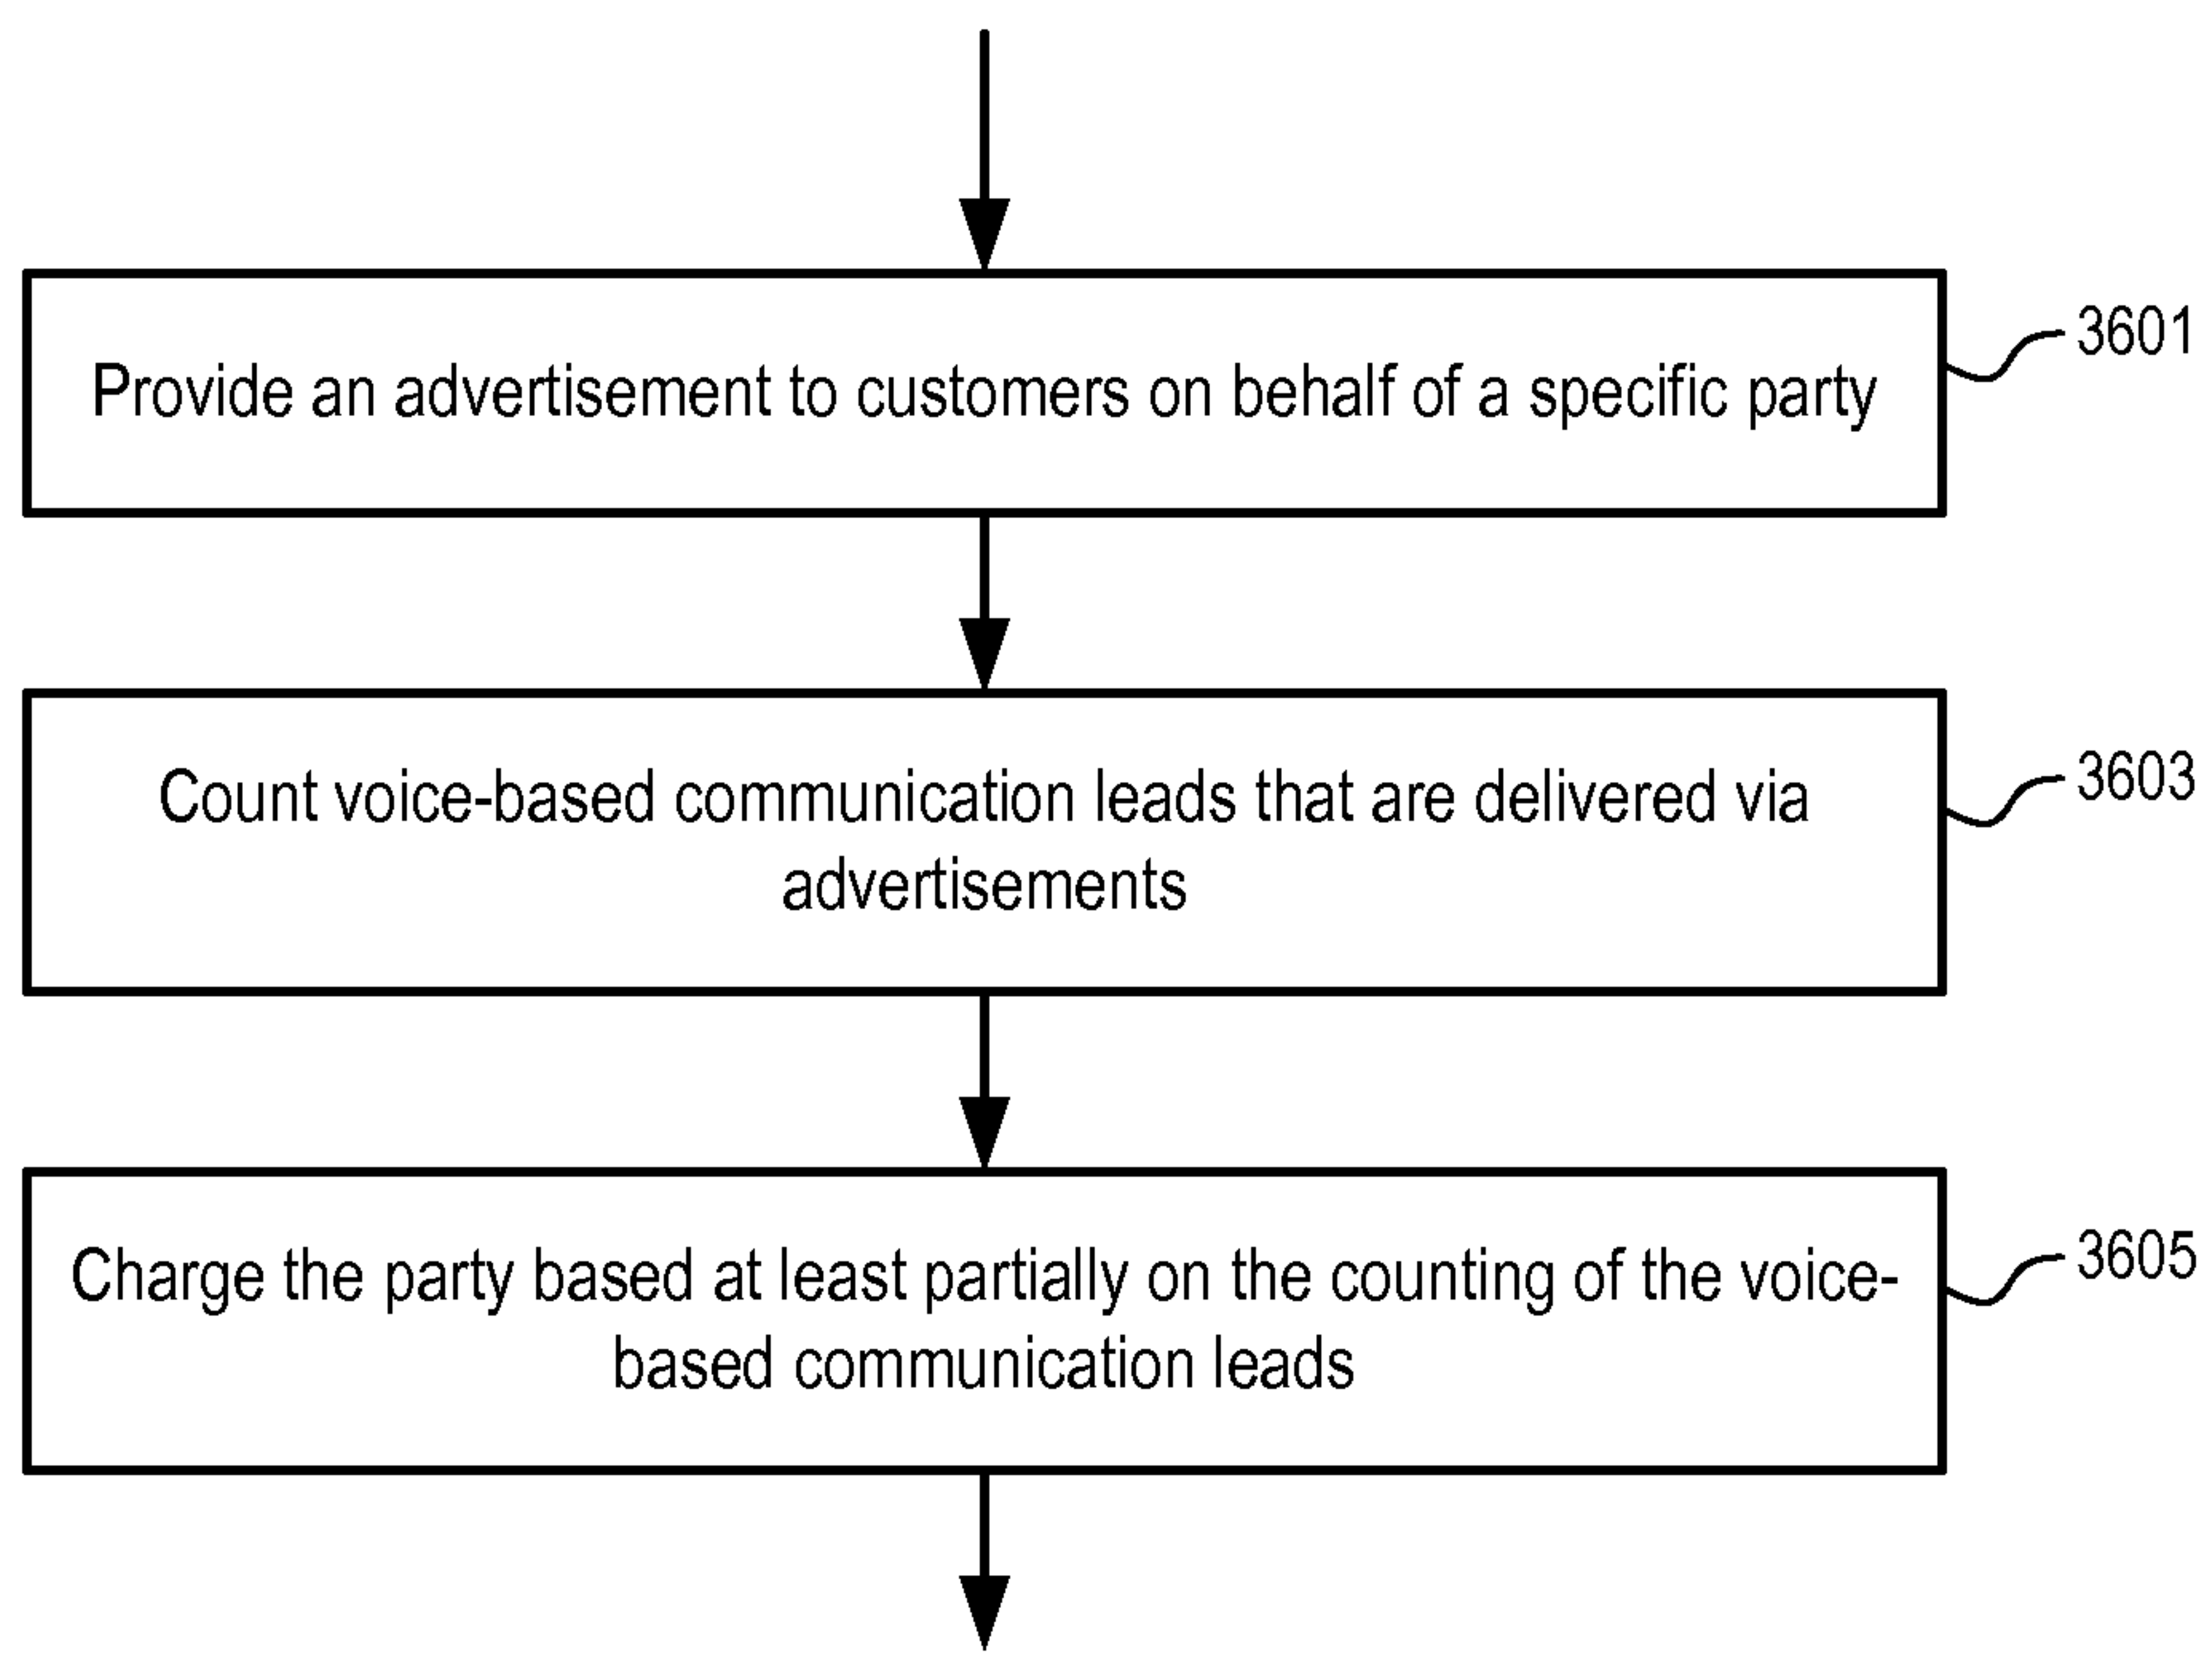 Provide an advertisement to customers on behalf of a specific party
3601
Count voice-based communication leads that are delivered via
advertisements
3603
Charge the party based at least partially on the counting of the voice-
based communication leads
3605